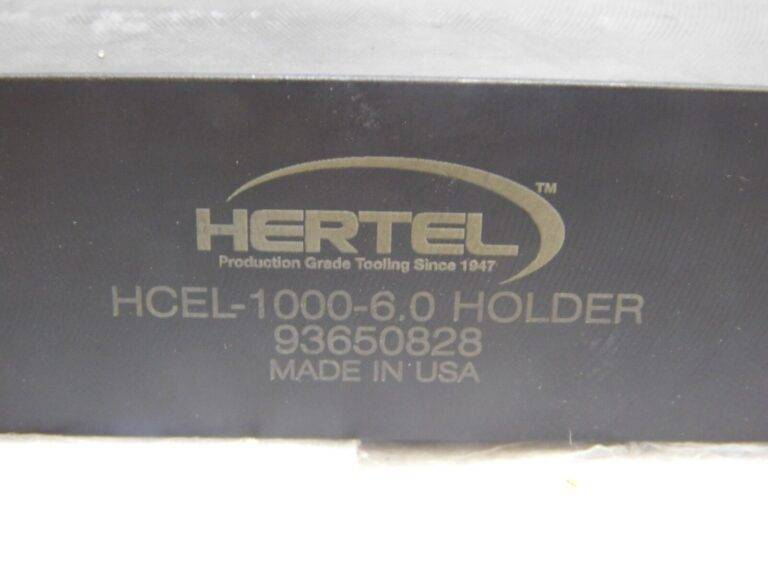 HERTEL™
Production Grade Tooling Since 1947
HCEL-1000-6.0 HOLDER
93650828
MADE IN USA